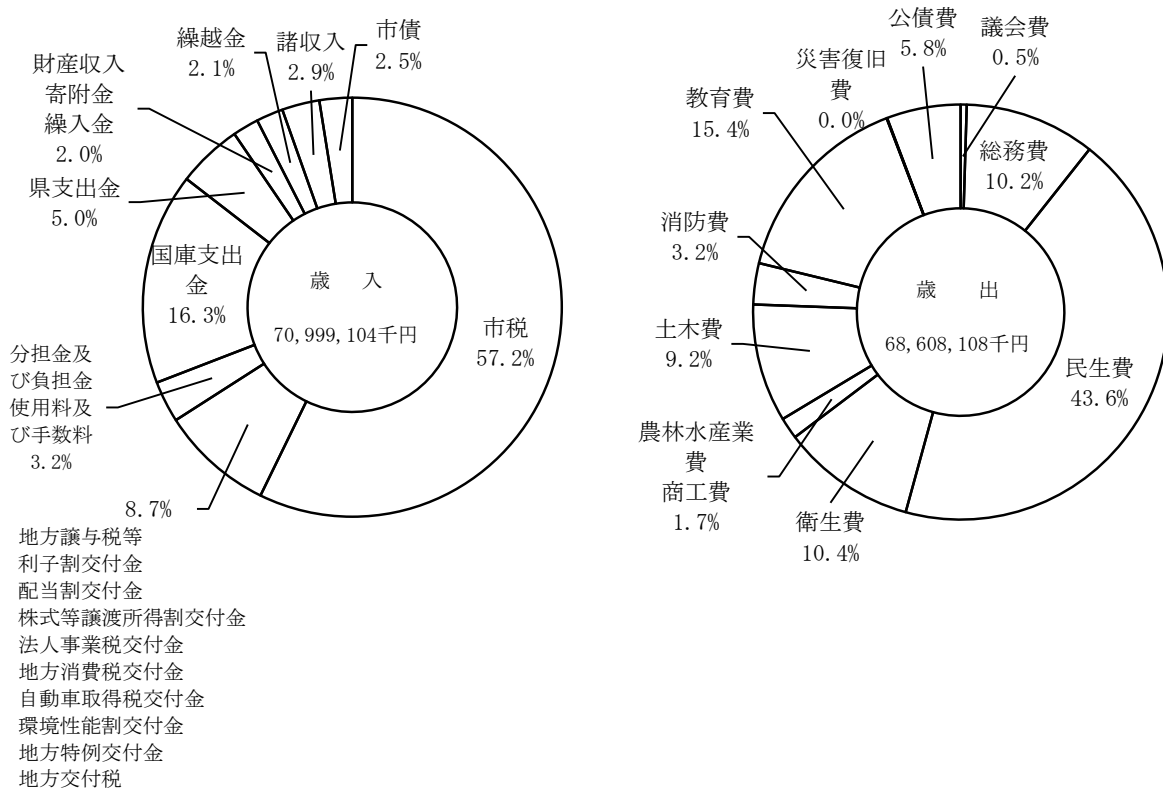 市債
2.5%
諸収入
2.9%
繰越金
2.1%
財産収入
寄附金
繰入金
2.0%
県支出金
5.0%
国庫支出
金
16.3%
分担金及
び負担金
使用料及
び手数料
3.2%
8.7%
地方譲与税等
利子割交付金
配当割交付金
株式等譲渡所得割交付金
法人事業税交付金
地方消費税交付金
自動車取得税交付金
環境性能割交付金
地方特例交付金
地方交付税
市税
57.2%
歳 入
70,999,104千円
公債費
5.8%
議会費
0.5%
災害復旧
費
0.0%
教育費
15.4%
総務費
10.2%
消防費
3.2%
土木費
9.2%
農林水産業
費
商工費
1.7%
衛生費
10.4%
民生費
43.6%
歳 出
68,608,108千円